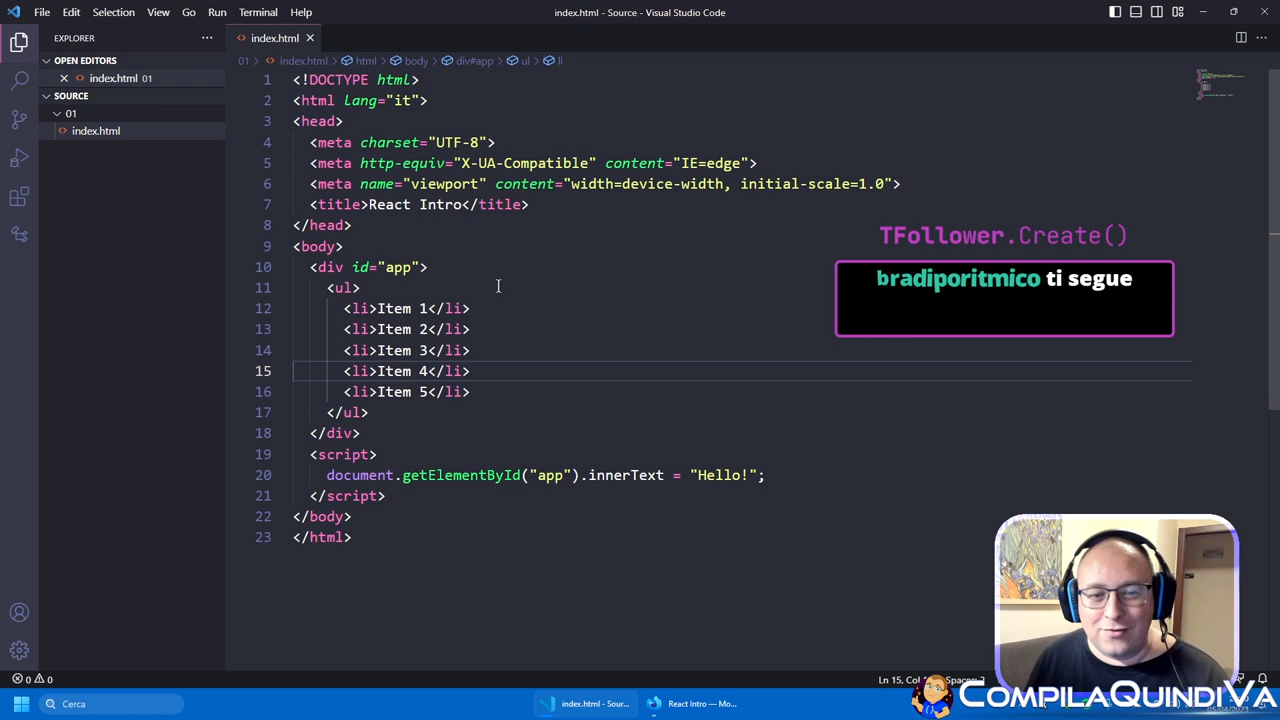 File Edit Selection View Go Run Terminal Help
index.html - Source - Visual Studio Code
EXPLORER
index.html
OPEN EDITORS
index.html 01
SOURCE
01
index.html
01 > index.html > html > body > div#app > ul > li
1 <!DOCTYPE html>
2 <html lang="it">
3 <head>
4 <meta charset="UTF-8">
5 <meta http-equiv="X-UA-Compatible" content="IE=edge">
6 <meta name="viewport" content="width=device-width, initial-scale=1.0">
7 <title>React Intro</title>
8 </head>
9 <body>
10 <div id="app">
11 <ul>
12 <li>Item 1</li>
13 <li>Item 2</li>
14 <li>Item 3</li>
15 <li>Item 4</li>
16 <li>Item 5</li>
17 </ul>
18 </div>
19 <script>
20 document.getElementById("app").innerText = "Hello!";
21 </script>
22 </body>
23 </html>
TFollower.Create()
bradiporitmico ti segue
0 0
Ln 15,
Cerca
index.html - Sour...
React Intro — Mo...
CompilaQuindiVa